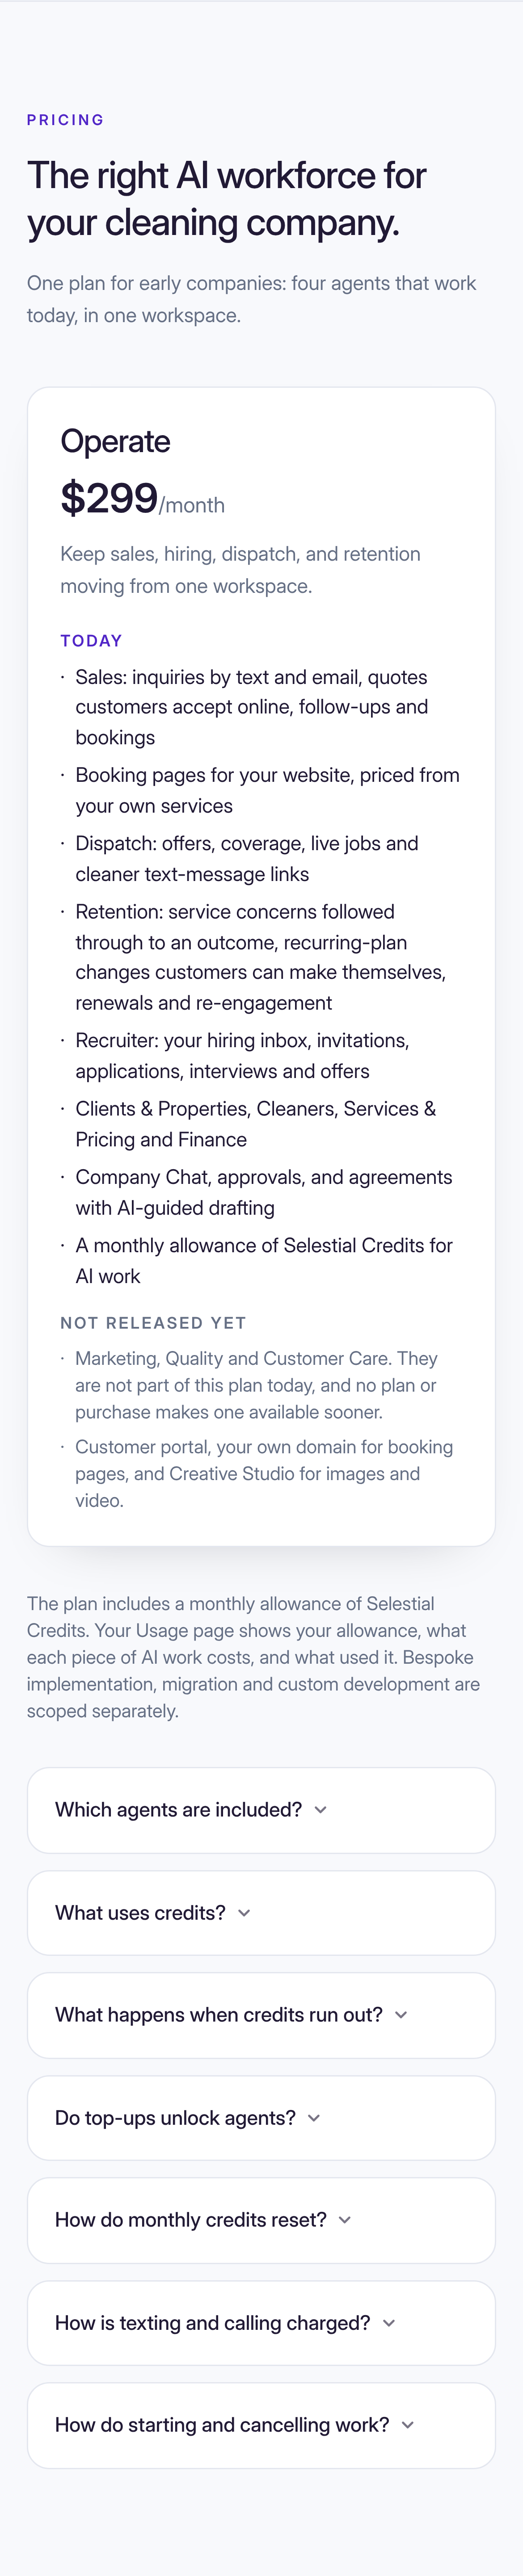 PRICING
The right AI workforce for
your cleaning company.
One plan for early companies: four agents that work
today, in one workspace.
Operate
$299/month
Keep sales, hiring, dispatch, and retention
moving from one workspace.
TODAY
· Sales: inquiries by text and email, quotes
customers accept online, follow-ups and
bookings
· Booking pages for your website, priced from
your own services
· Dispatch: offers, coverage, live jobs and
cleaner text-message links
· Retention: service concerns followed
through to an outcome, recurring-plan
changes customers can make themselves,
renewals and re-engagement
· Recruiter: your hiring inbox, invitations,
applications, interviews and offers
· Clients & Properties, Cleaners, Services &
Pricing and Finance
· Company Chat, approvals, and agreements
with AI-guided drafting
· A monthly allowance of Selestial Credits for
AI work
NOT RELEASED YET
· Marketing, Quality and Customer Care. They
are not part of this plan today, and no plan or
purchase makes one available sooner.
· Customer portal, your own domain for booking
pages, and Creative Studio for images and
video.
The plan includes a monthly allowance of Selestial
Credits. Your Usage page shows your allowance, what
each piece of AI work costs, and what used it. Bespoke
implementation, migration and custom development are
scoped separately.
Which agents are included?
What uses credits?
What happens when credits run out?
Do top-ups unlock agents?
How do monthly credits reset?
How is texting and calling charged?
How do starting and cancelling work?